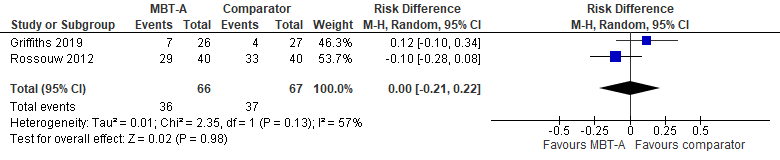 MBT-A Comparator Risk Difference Risk Difference
Study or Subgroup Events Total Events Total Weight M-H, Random, 95% CI M-H, Random, 95% CI
Griffiths 2019 7 26 4 27 46.3% 0.12 [-0.10, 0.34]
Rossouw 2012 29 40 33 40 53.7% -0.10 [-0.28, 0.08]
Total (95% CI) 66 67 100.0% 0.00 [-0.21, 0.22]
Total events 36 37
Heterogeneity: Tau² = 0.01; Chi² = 2.35, df = 1 (P = 0.13); I² = 57%
Test for overall effect: Z = 0.02 (P = 0.98)
-0.5 -0.25 0 0.25 0.5
Favours MBT-A Favours comparator